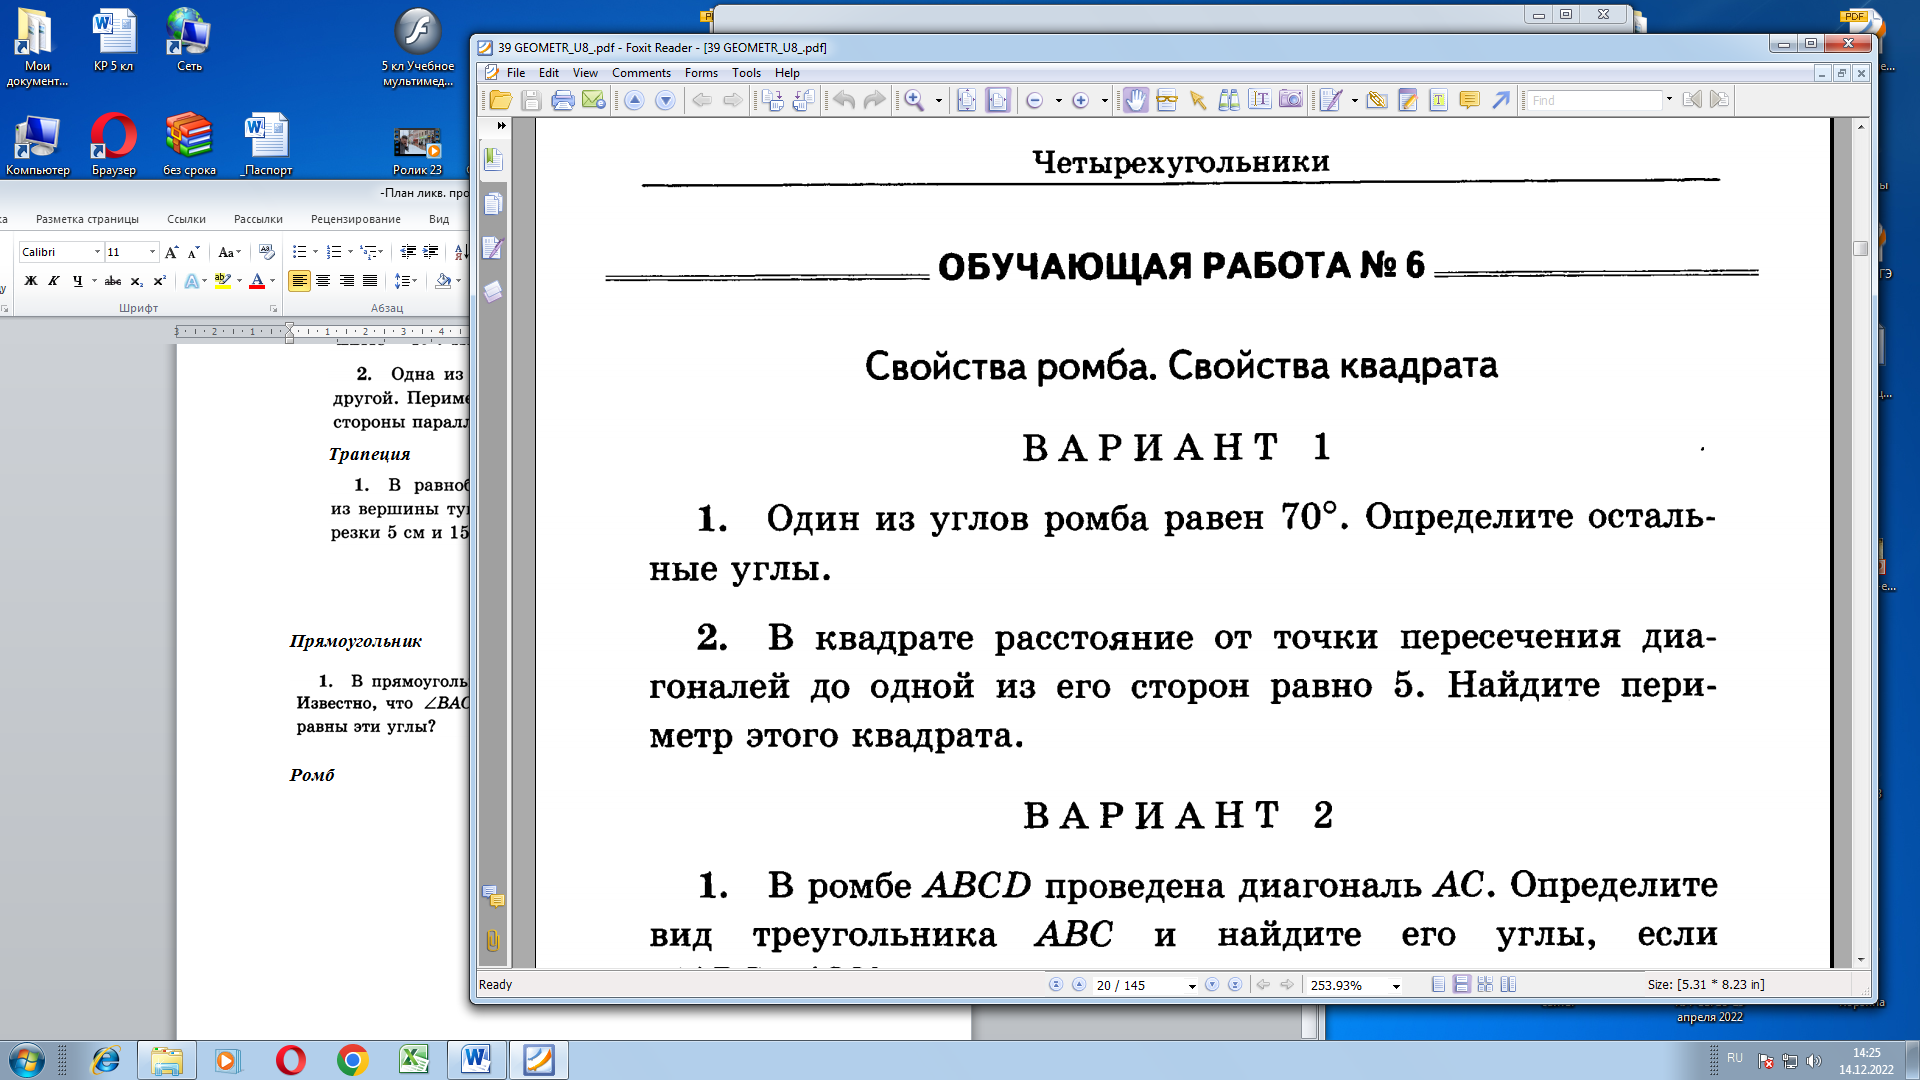 Мои
документ...
КР 5 кл
Сеть
5 кл Учебное
мультимед...
Компьютер
Браузер
без срока
_Паспорт
Ролик 23
-План ликв. про
Разметка страницы
Ссылки
Рассылки
Рецензирование
Вид
Calibri
11
Шрифт
Абзац
2. Одна из
другой. Периме
стороны паралл
Трапеция
1. В равноб
из вершины ту
резки 5 см и 15
Прямоугольник
1. В прямоуголь
Известно, что ∠BAC
равны эти углы?
Ромб
39 GEOMETR_U8_.pdf - Foxit Reader - [39 GEOMETR_U8_.pdf]
File Edit View Comments Forms Tools Help
Find
Четырехугольники
ОБУЧАЮЩАЯ РАБОТА № 6
Свойства ромба. Свойства квадрата
ВАРИАНТ 1
1. Один из углов ромба равен 70°. Определите осталь-
ные углы.
2. В квадрате расстояние от точки пересечения диа-
гоналей до одной из его сторон равно 5. Найдите пери-
метр этого квадрата.
ВАРИАНТ 2
1. В ромбе ABCD проведена диагональ AC. Определите
вид треугольника ABC и найдите его углы, если
Ready
20 / 145
253.93%
Size: [5.31 * 8.23 in]
апреля 2022
RU
14:25
14.12.2022